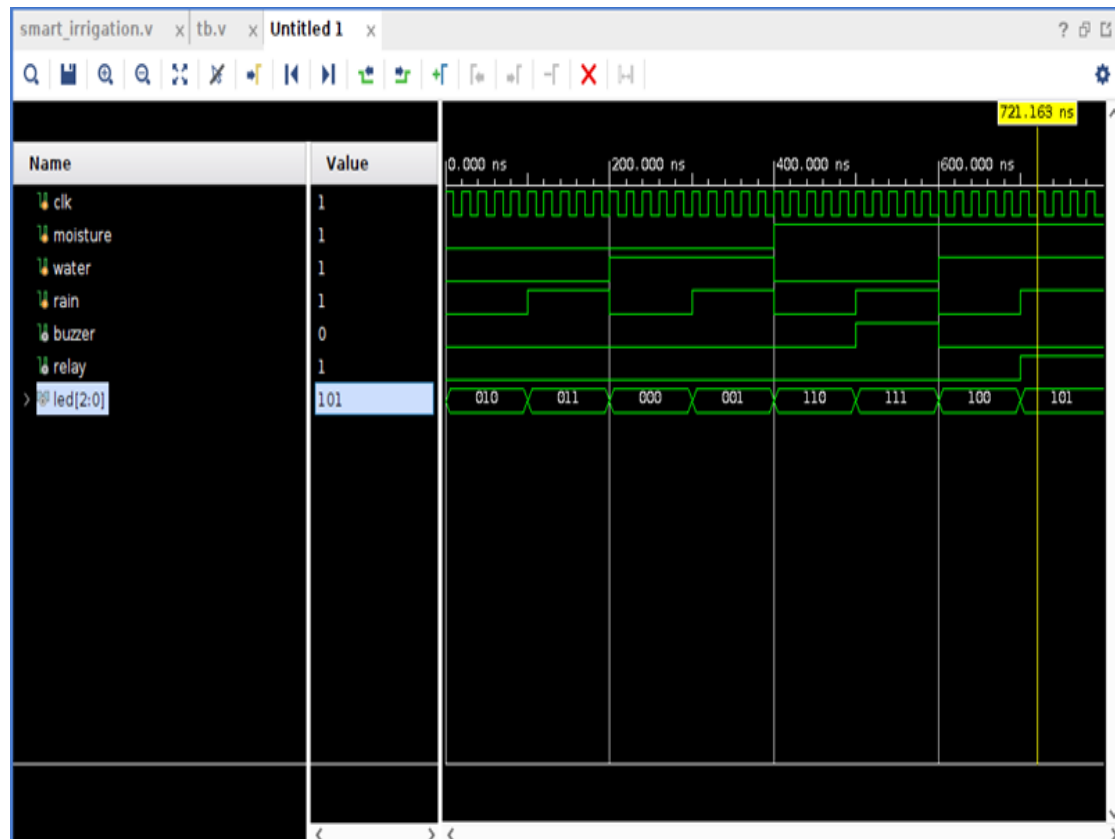 smart_irrigation.v x tb.v x Untitled 1 x ?
721.163 ns
Name Value 0.000 ns 200.000 ns 400.000 ns 600.000 ns
clk 1
moisture 1
water 1
rain 1
buzzer 0
relay 1
led[2:0] 101 010 011 000 001 110 111 100 101